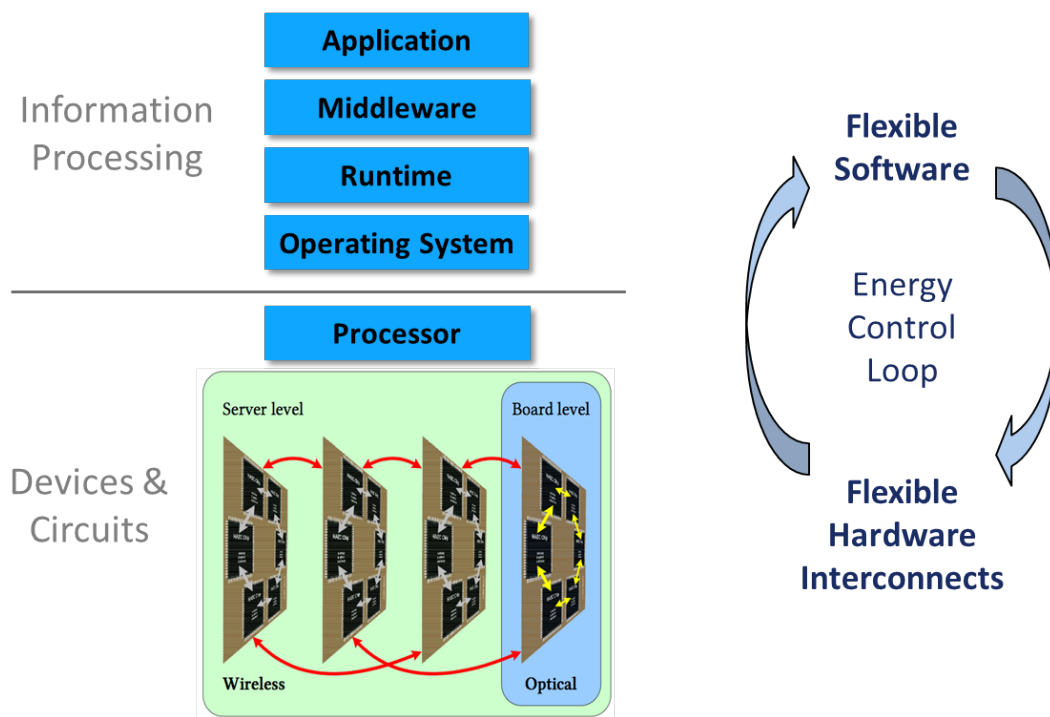 Application
Middleware
Runtime
Operating System
Information
Processing
Processor
Server level
Board level
Wireless
Optical
Devices &
Circuits
Flexible
Software
Energy
Control
Loop
Flexible
Hardware
Interconnects